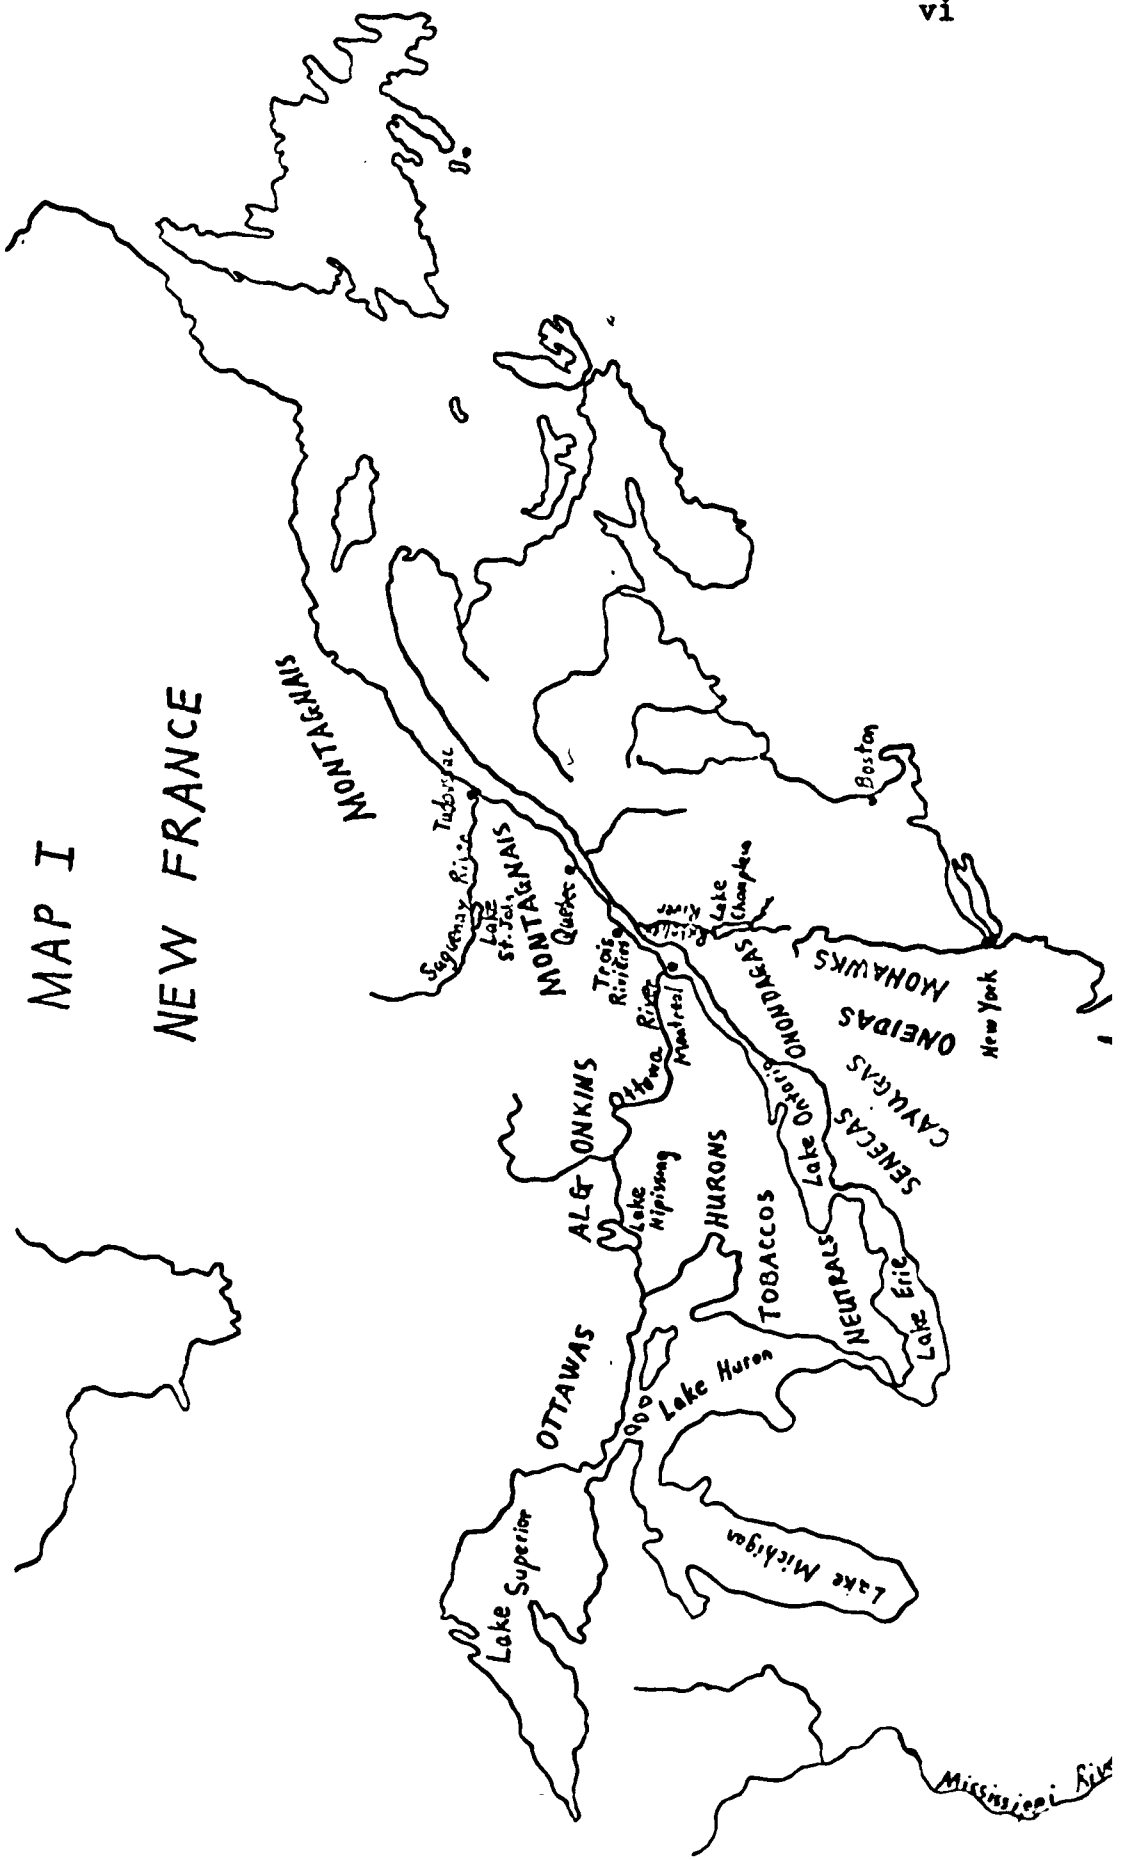 vi
MAP I
NEW FRANCE
MONTAGNAIS
Saguenay River
Lake
St. John
MONTAGNAIS
Quebec
Trois
Rivières
River
Lake
Champlain
Boston
ALGONKINS
Ottawa River
Montreal
OTTAWAS
Lake
Nipissing
HURONS
TOBACCOS
NEUTRALS
Lake
Superior
Lake Huron
Lake Michigan
Lake Erie
Lake Ontario
ONONDAGAS
MOHAWKS
ONEIDAS
CAYUGAS
SENECAS
New York
Mississippi